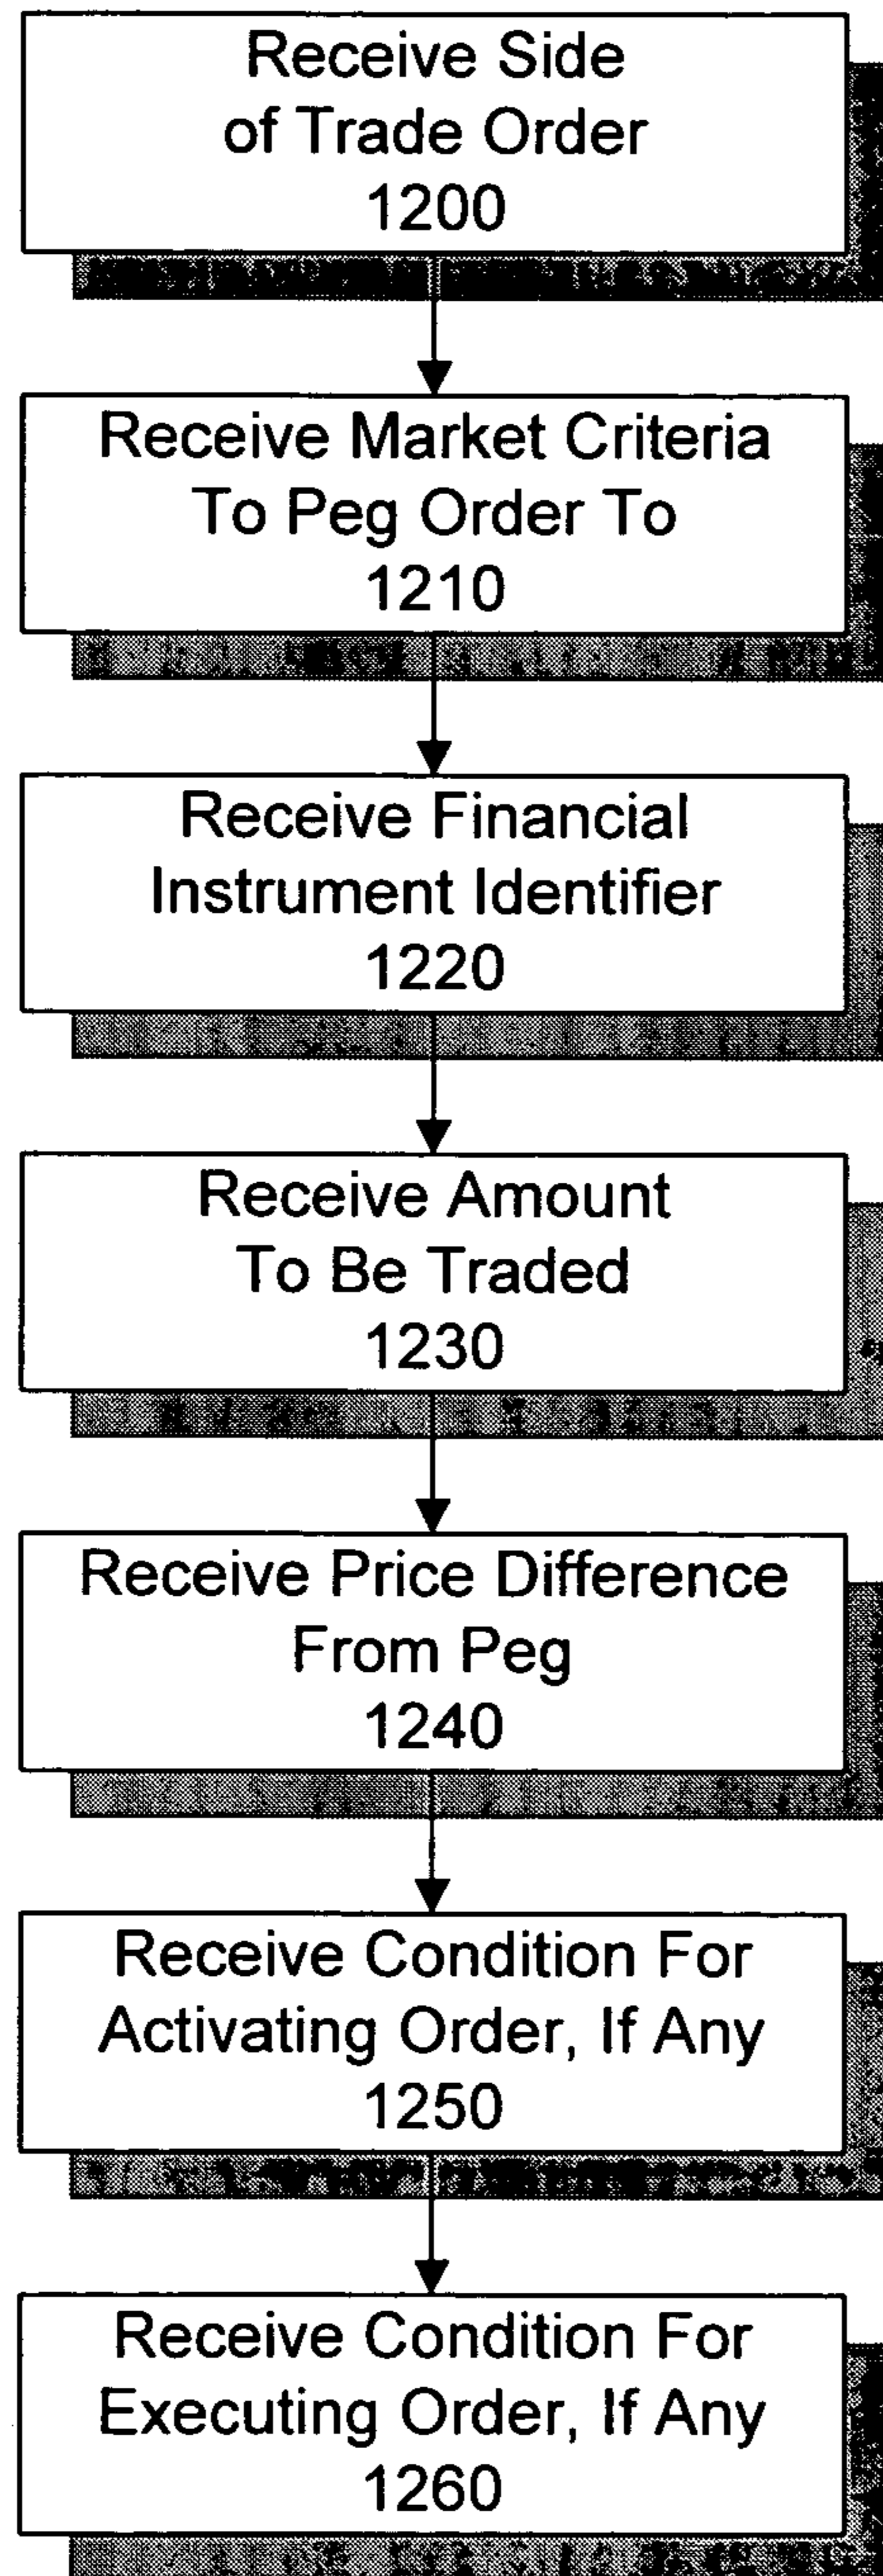 Receive Side
of Trade Order
1200
Receive Market Criteria
To Peg Order To
1210
Receive Financial
Instrument Identifier
1220
Receive Amount
To Be Traded
1230
Receive Price Difference
From Peg
1240
Receive Condition For
Activating Order, If Any
1250
Receive Condition For
Executing Order, If Any
1260